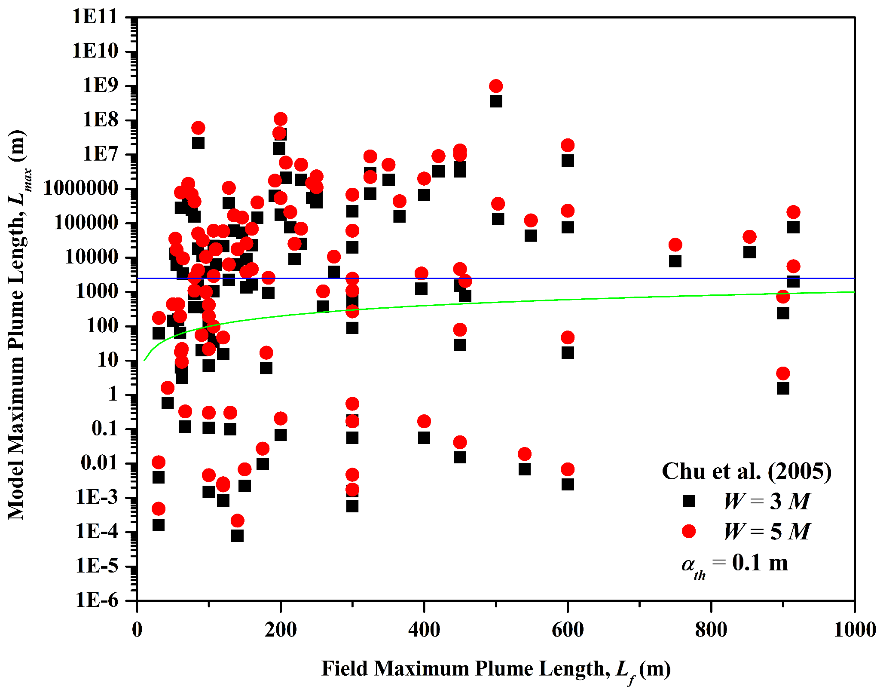 1E11
1E10
1E9
1E8
1E7
1000000
100000
10000
1000
100
10
1
0.1
0.01
1E-3
1E-4
1E-5
1E-6
Model Maximum Plume Length, Lmax (m)
Chu et al. (2005)
W = 3 M
W = 5 M
αth = 0.1 m
0 200 400 600 800 1000
Field Maximum Plume Length, Lf (m)